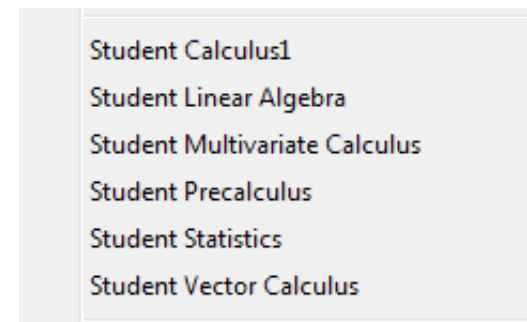 Student Calculus1
Student Linear Algebra
Student Multivariate Calculus
Student Precalculus
Student Statistics
Student Vector Calculus